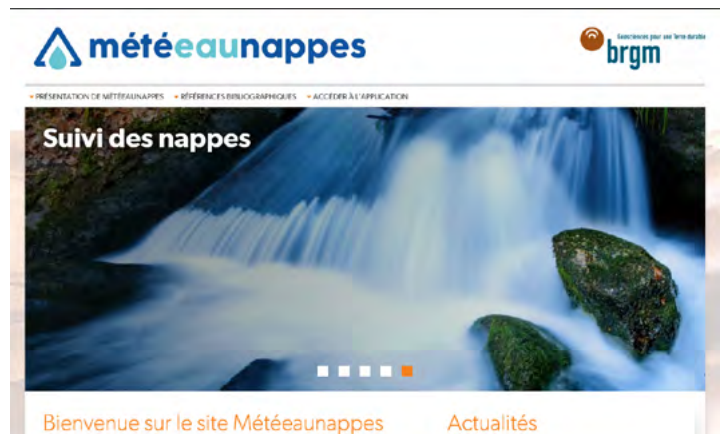 météeaunappes
Géosciences pour une Terre durable
brgm
PRÉSENTATION DE MÉTÉEAUNAPPES RÉFÉRENCES BIBLIOGRAPHIQUES ACCÉDER À L'APPLICATION
Suivi des nappes
Bienvenue sur le site Météeaunappes
Actualités